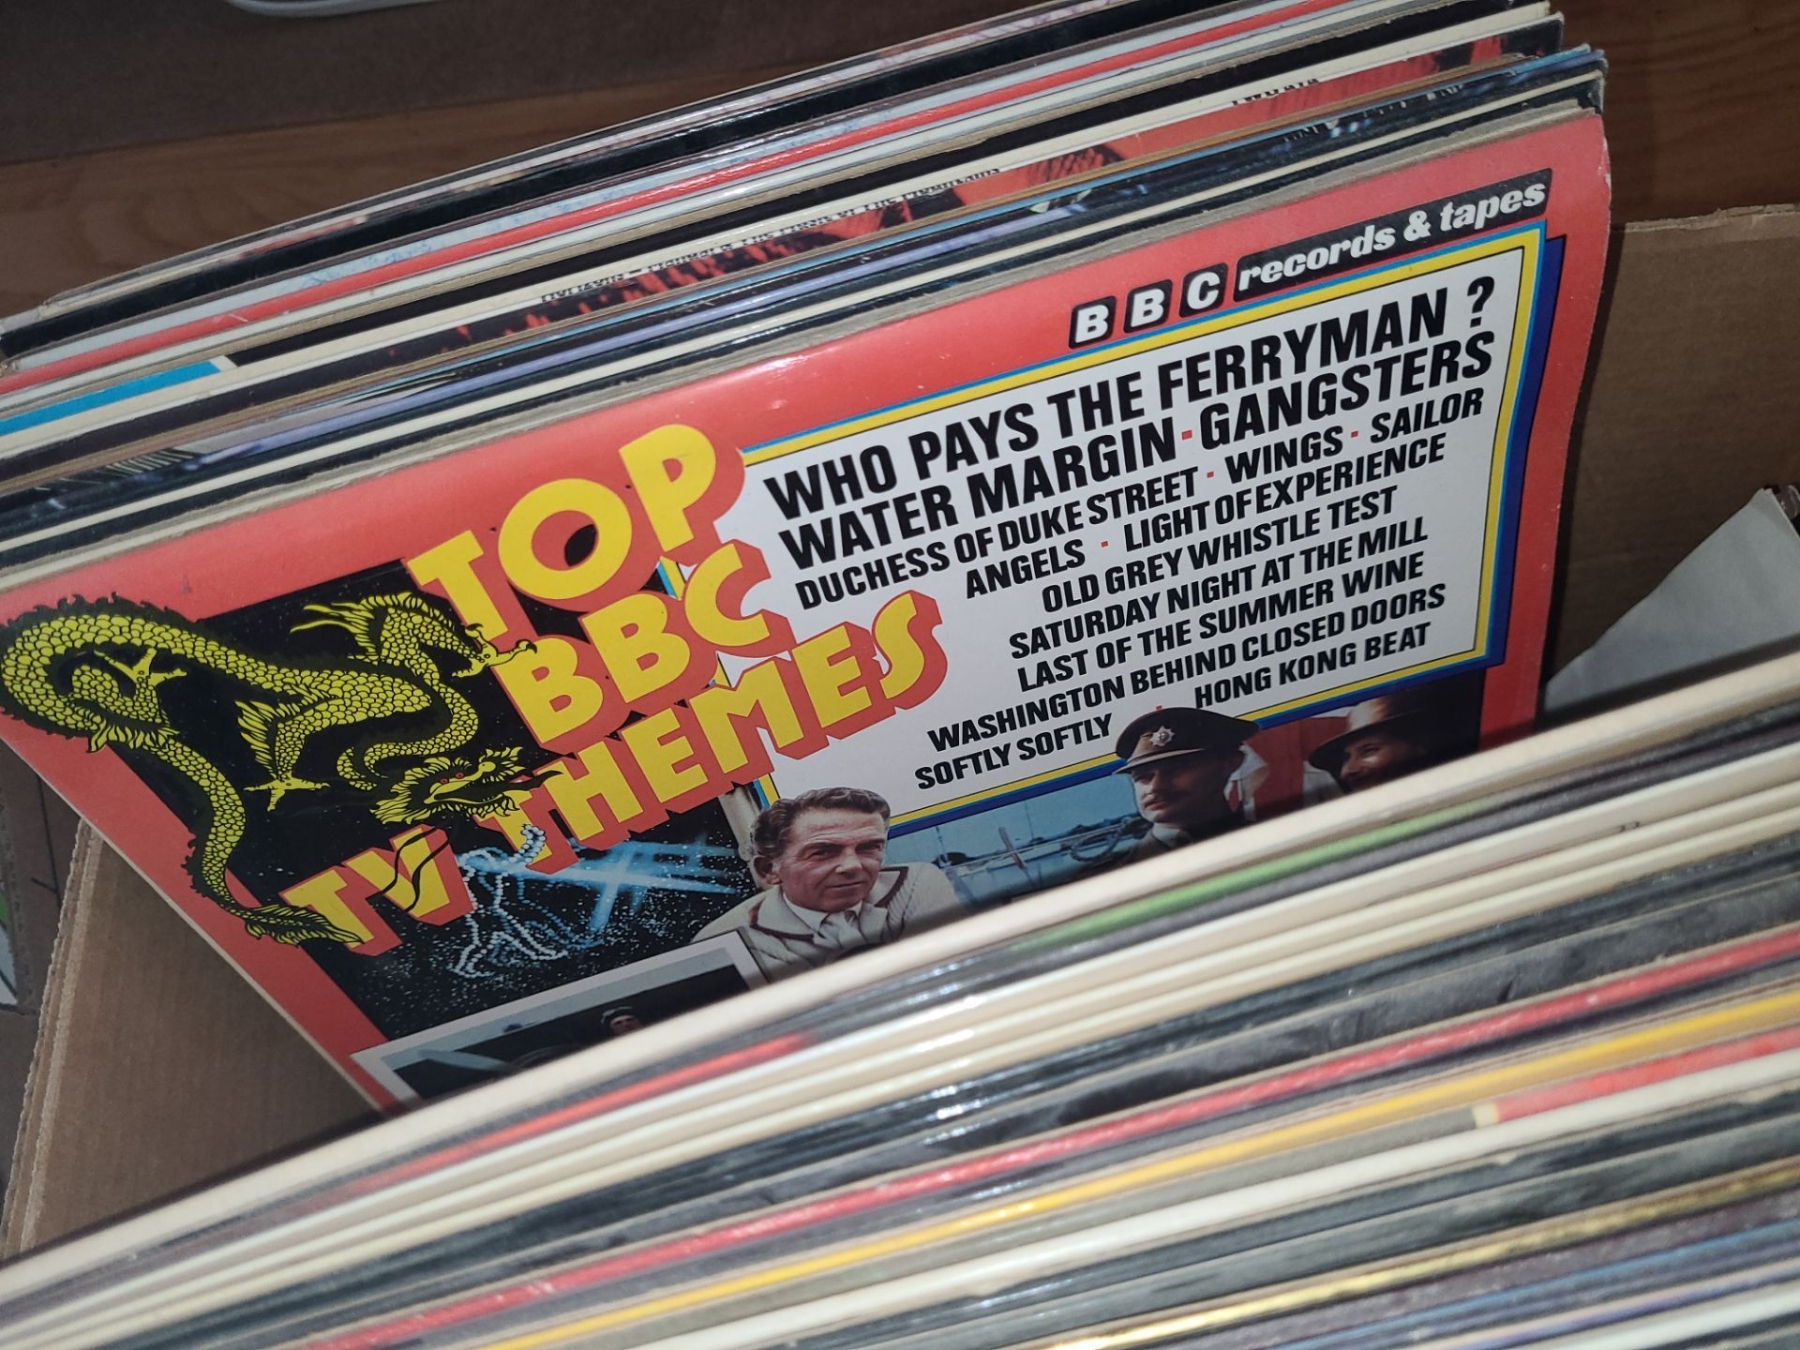 BBC records & tapes
TOP
BBC
TV THEMES
WHO PAYS THE FERRYMAN ?
WATER MARGIN · GANGSTERS
DUCHESS OF DUKE STREET · WINGS · SAILOR
ANGELS · LIGHT OF EXPERIENCE
OLD GREY WHISTLE TEST
SATURDAY NIGHT AT THE MILL
LAST OF THE SUMMER WINE
WASHINGTON BEHIND CLOSED DOORS
SOFTLY SOFTLY · HONG KONG BEAT